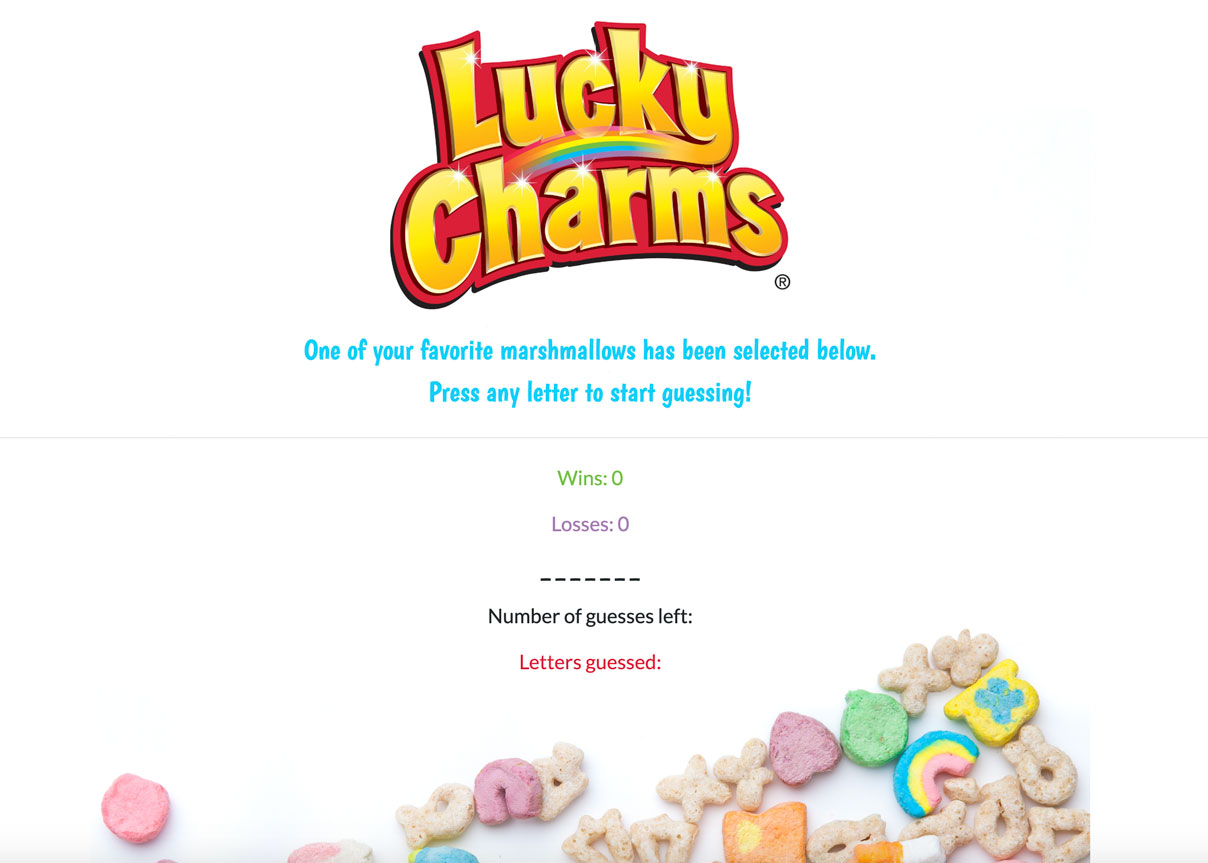 Lucky
Charms
®
One of your favorite marshmallows has been selected below.
Press any letter to start guessing!
Wins: 0
Losses: 0
_ _ _ _ _ _ _
Number of guesses left:
Letters guessed: